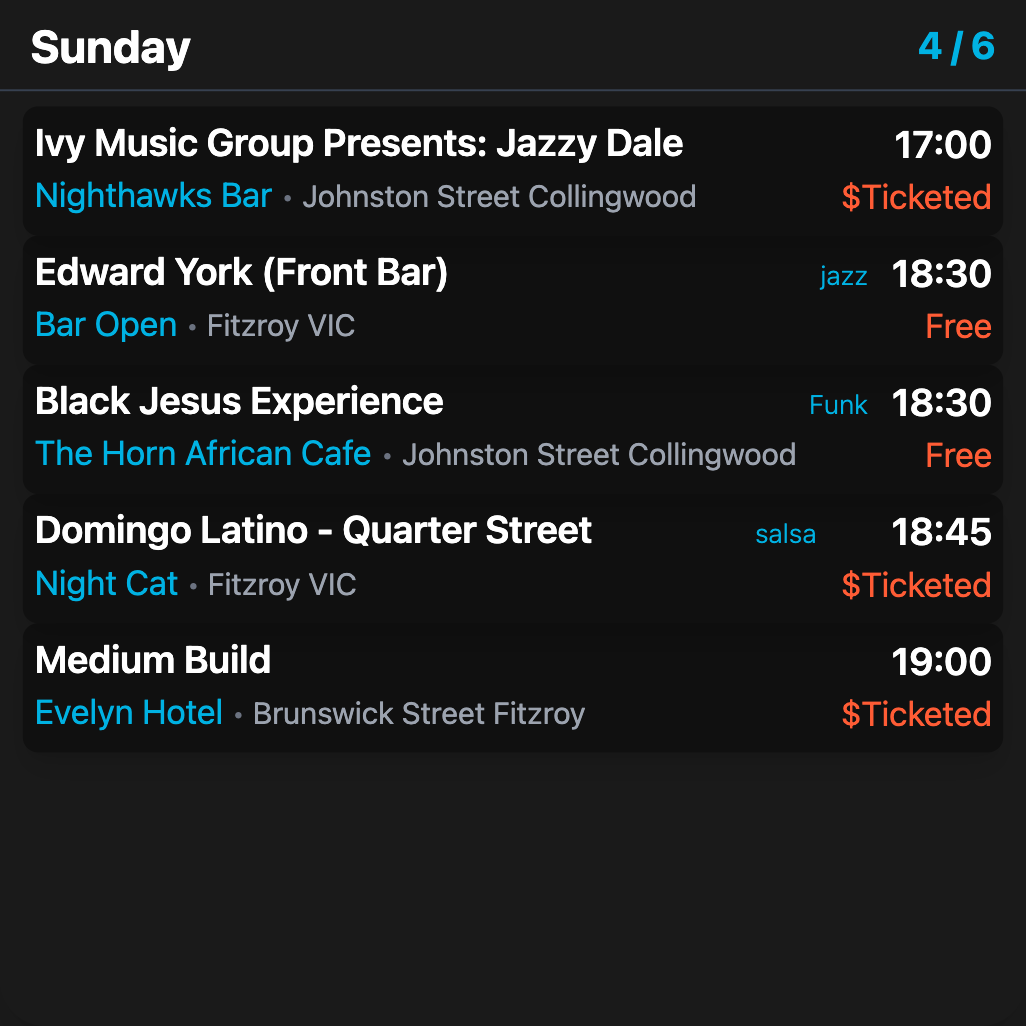 Sunday 4 / 6
Ivy Music Group Presents: Jazzy Dale 17:00
Nighthawks Bar • Johnston Street Collingwood $Ticketed
Edward York (Front Bar) jazz 18:30
Bar Open • Fitzroy VIC Free
Black Jesus Experience Funk 18:30
The Horn African Cafe • Johnston Street Collingwood Free
Domingo Latino - Quarter Street salsa 18:45
Night Cat • Fitzroy VIC $Ticketed
Medium Build 19:00
Evelyn Hotel • Brunswick Street Fitzroy $Ticketed